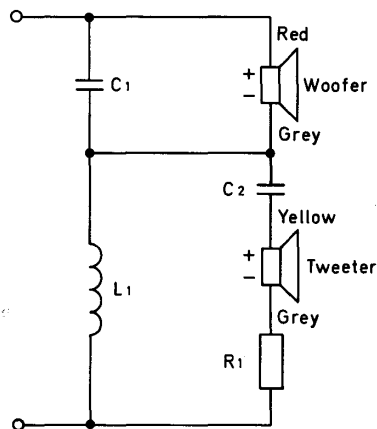 Red
+
C1
Woofer
−
Grey
C2
Yellow
+
Tweeter
−
L1
Grey
R1